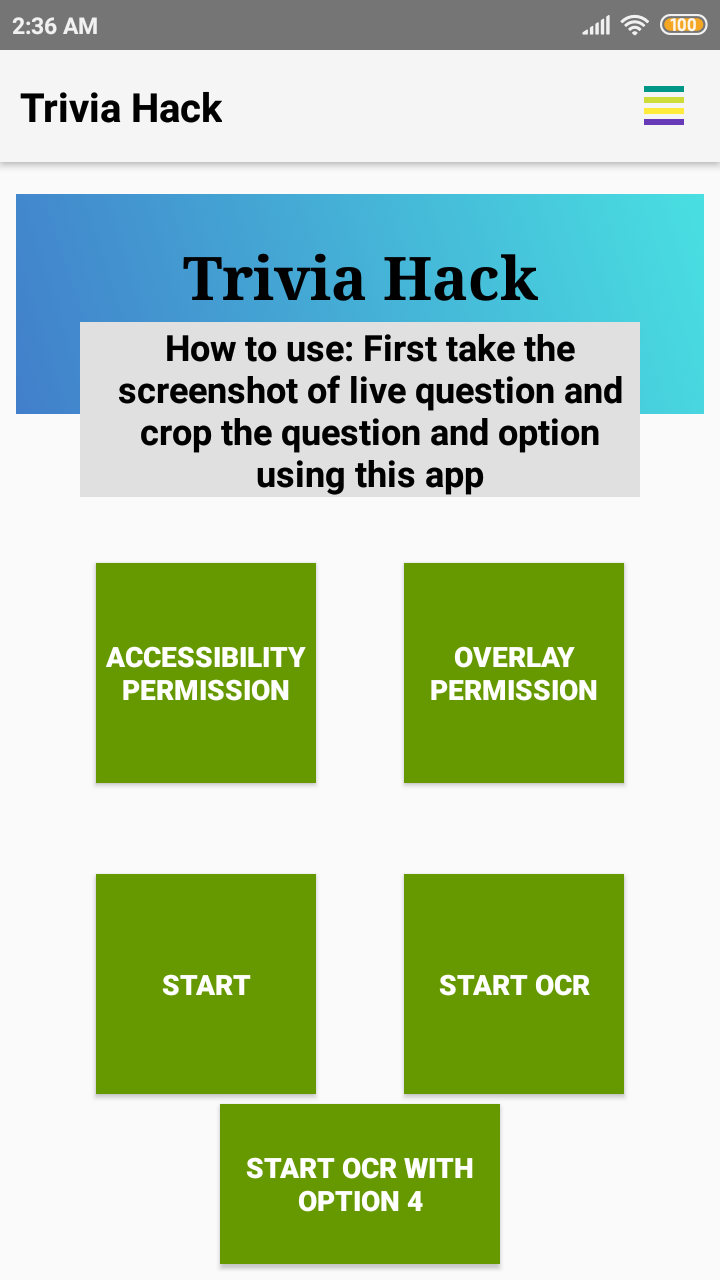 2:36 AM
100
Trivia Hack
Trivia Hack
How to use: First take the
screenshot of live question and
crop the question and option
using this app
ACCESSIBILITY
PERMISSION
OVERLAY
PERMISSION
START
START OCR
START OCR WITH
OPTION 4